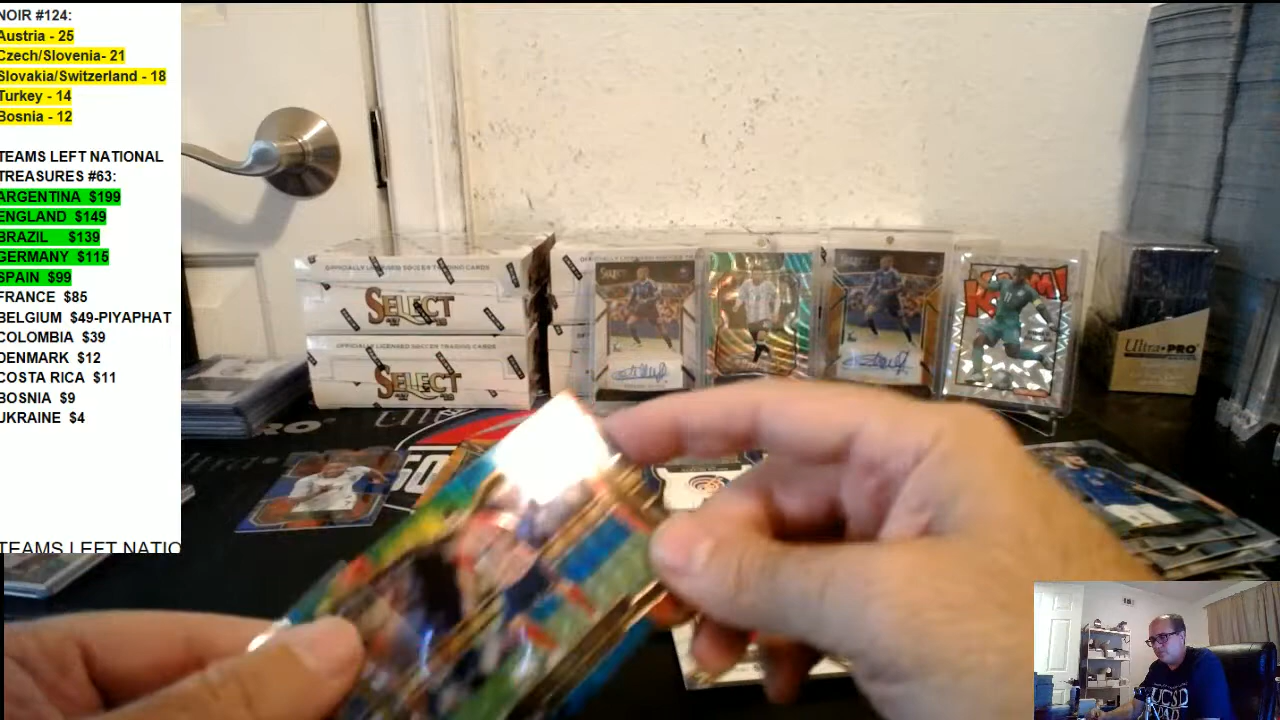 NOIR #124:
Austria - 25
Czech/Slovenia- 21
Slovakia/Switzerland - 18
Turkey - 14
Bosnia - 12
TEAMS LEFT NATIONAL
TREASURES #63:
ARGENTINA $199
ENGLAND $149
BRAZIL $139
GERMANY $115
SPAIN $99
FRANCE $85
BELGIUM $49-PIYAPHAT
COLOMBIA $39
DENMARK $12
COSTA RICA $11
BOSNIA $9
UKRAINE $4
TEAMS LEFT NATIO
OFFICIALLY LICENSED SOCCER TRADING CARDS
SELECT
OFFICIALLY LICENSED SOCCER TRADING CARDS
SELECT
SELECT
SELECT
Ultra·PRO
UCSD